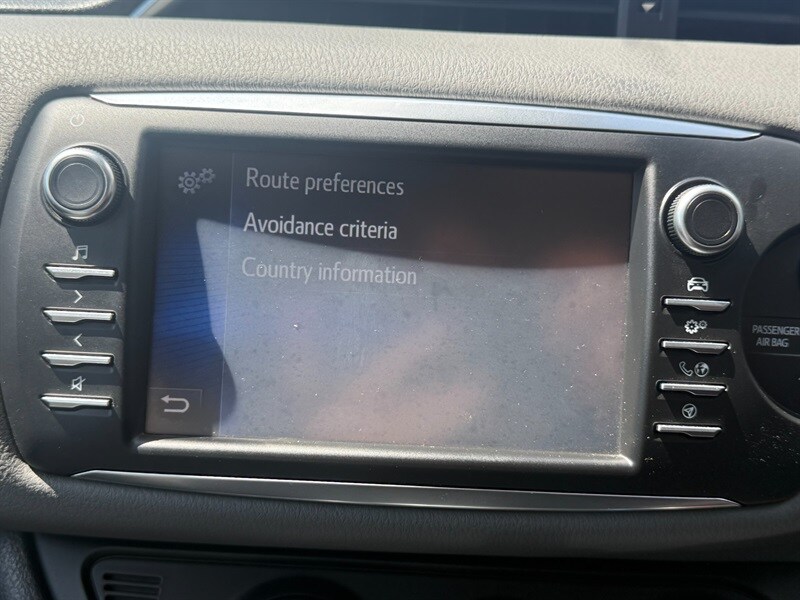 Route preferences
Avoidance criteria
Country information
PASSENGER
AIR BAG